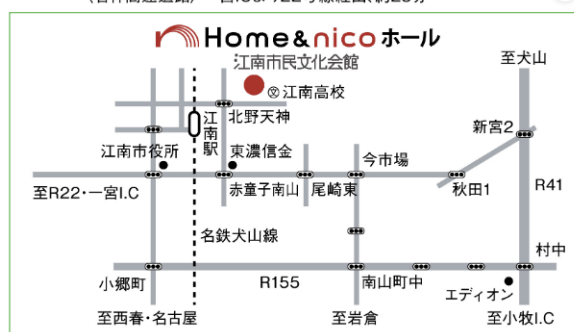 Home&nicoホール
江南市民文化会館
至犬山
㊛江南高校
北野天神
新宮2
江南駅
江南市役所
東濃信金
今市場
至R22・一宮I.C
赤童子南山
尾崎東
秋田1
R41
名鉄犬山線
村中
小郷町
R155
南山町中
エディオン
至西春・名古屋
至岩倉
至小牧I.C